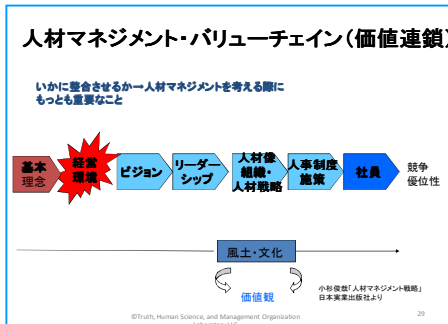 人材マネジメント・バリューチェイン(価値連鎖)
いかに整合させるか→人材マネジメントを考える際に
もっとも重要なこと
基本
理念
経営
環境
ビジョン
リーダー
シップ
人材像
組織・
人材戦略
人事制度
施策
社員
競争
優位性
風土・文化
価値観
小杉俊哉「人材マネジメント戦略」
日本実業出版社より
©Truth, Human Science, and Management Organization
Laboratory LLC
29